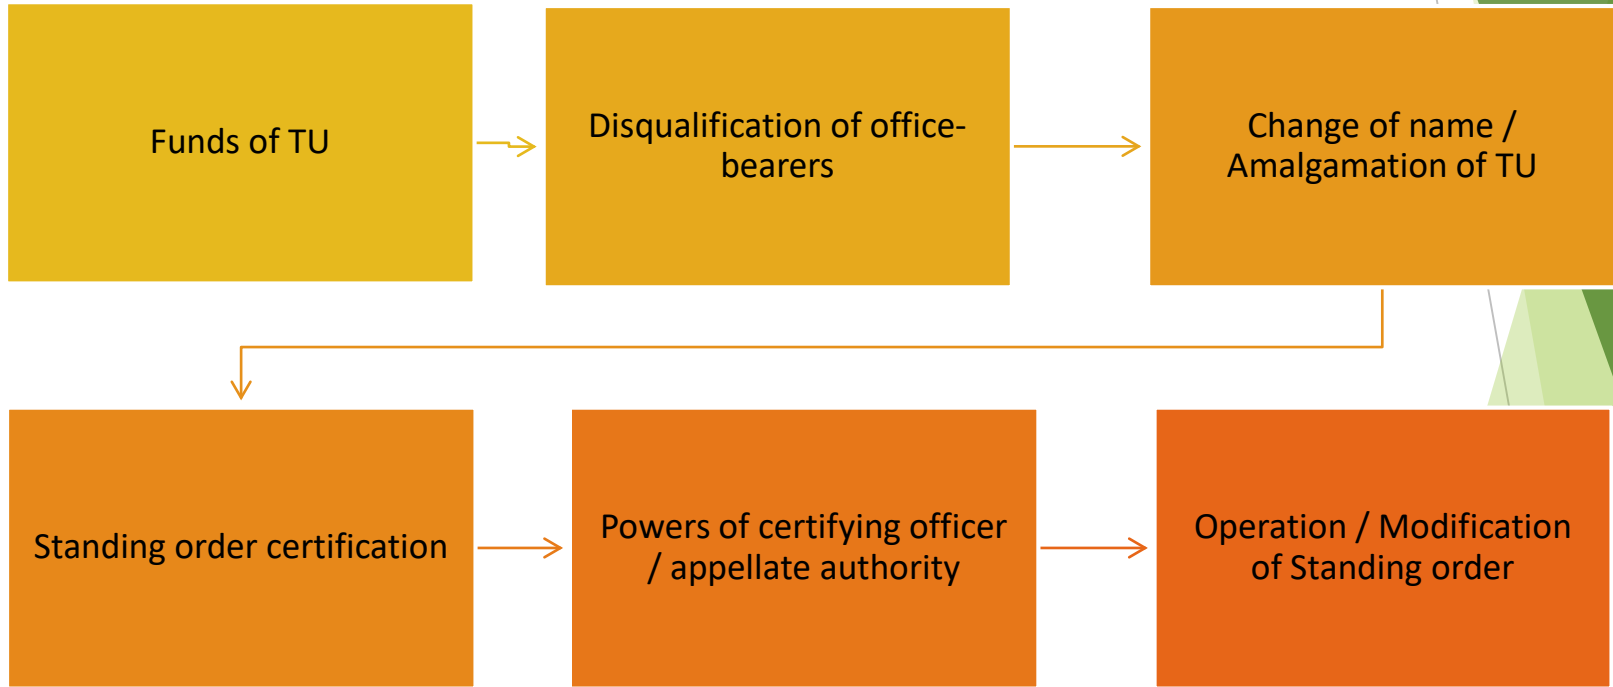 Funds of TU
Disqualification of office-
bearers
Change of name /
Amalgamation of TU
Standing order certification
Powers of certifying officer
/ appellate authority
Operation / Modification
of Standing order